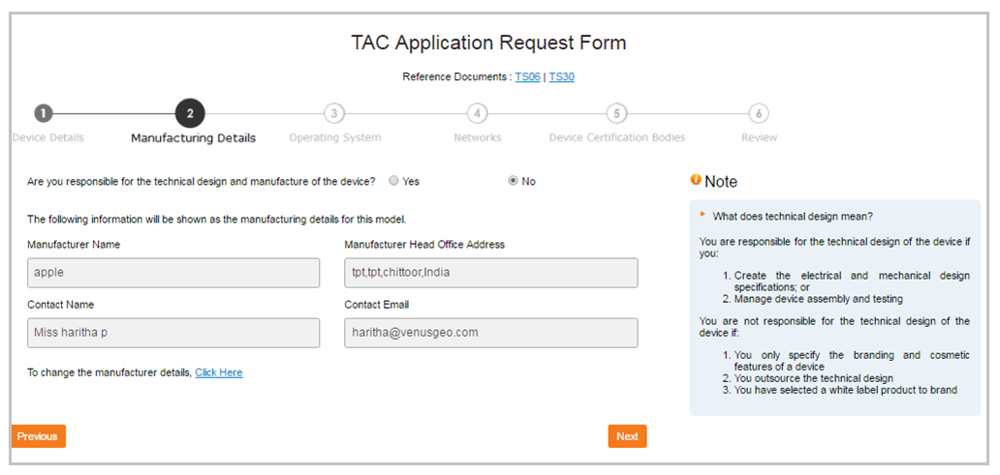 TAC Application Request Form
Reference Documents : TS06 | TS30
1 2 3 4 5 6
Device Details Manufacturing Details Operating System Networks Device Certification Bodies Review
Are you responsible for the technical design and manufacture of the device? Yes No
The following information will be shown as the manufacturing details for this model.
Manufacturer Name Manufacturer Head Office Address
apple tpt,tpt,chittoor,India
Contact Name Contact Email
Miss haritha p haritha@venusgeo.com
To change the manufacturer details, Click Here
Previous Next
Note
What does technical design mean?
You are responsible for the technical design of the device if
you:
1. Create the electrical and mechanical design
specifications; or
2. Manage device assembly and testing
You are not responsible for the technical design of the
device if:
1. You only specify the branding and cosmetic
features of a device
2. You outsource the technical design
3. You have selected a white label product to brand